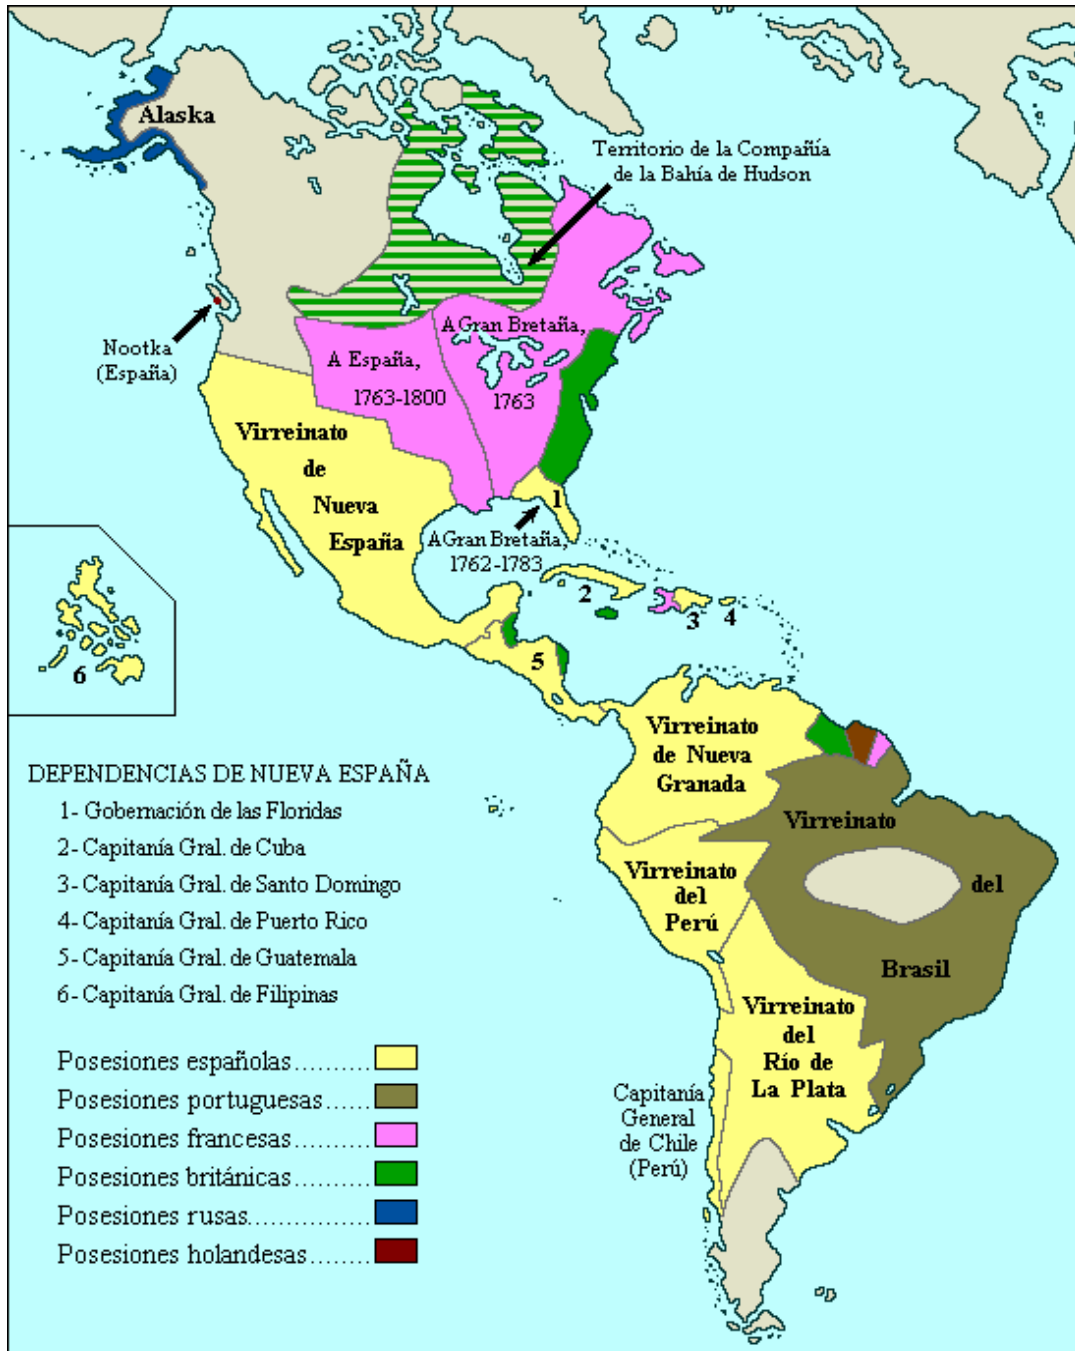 Alaska
Territorio de la Compañía
de la Bahía de Hudson
Nootka
(España)
A Gran Bretaña,
1763
A España,
1763-1800
Virreinato
de
Nueva
España
1
A Gran Bretaña,
1762-1783
2
3
4
5
6
Virreinato
de Nueva
Granada
Virreinato
del
Brasil
Virreinato
del
Perú
Virreinato
del
Río de
La Plata
Capitanía
General
de Chile
(Perú)
DEPENDENCIAS DE NUEVA ESPAÑA
1- Gobernación de las Floridas
2- Capitanía Gral. de Cuba
3- Capitanía Gral. de Santo Domingo
4- Capitanía Gral. de Puerto Rico
5- Capitanía Gral. de Guatemala
6- Capitanía Gral. de Filipinas
Posesiones españolas..........
Posesiones portuguesas......
Posesiones francesas..........
Posesiones británicas..........
Posesiones rusas................
Posesiones holandesas........